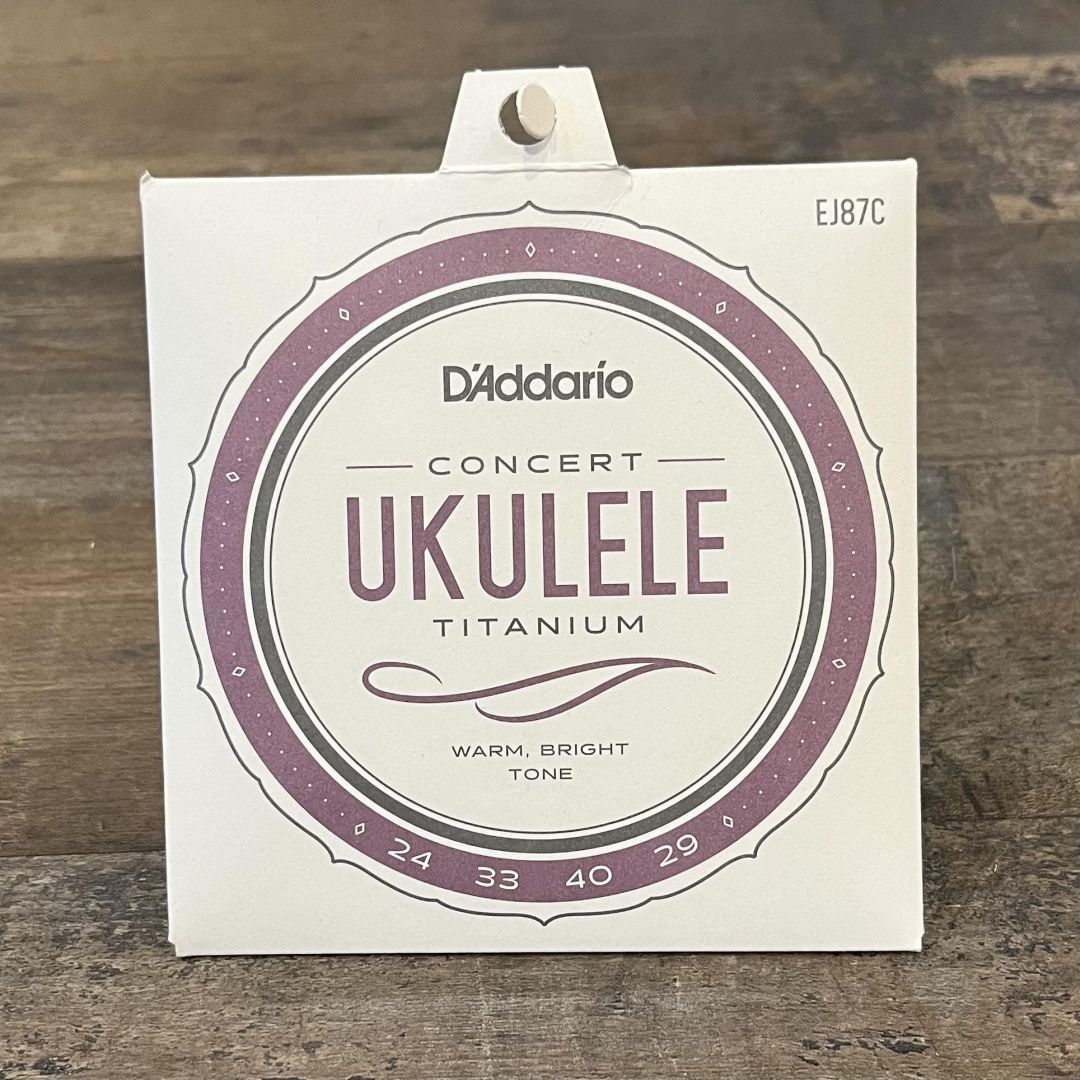 EJ87C
D'Addario
CONCERT
UKULELE
TITANIUM
WARM, BRIGHT
TONE
24 33 40 29